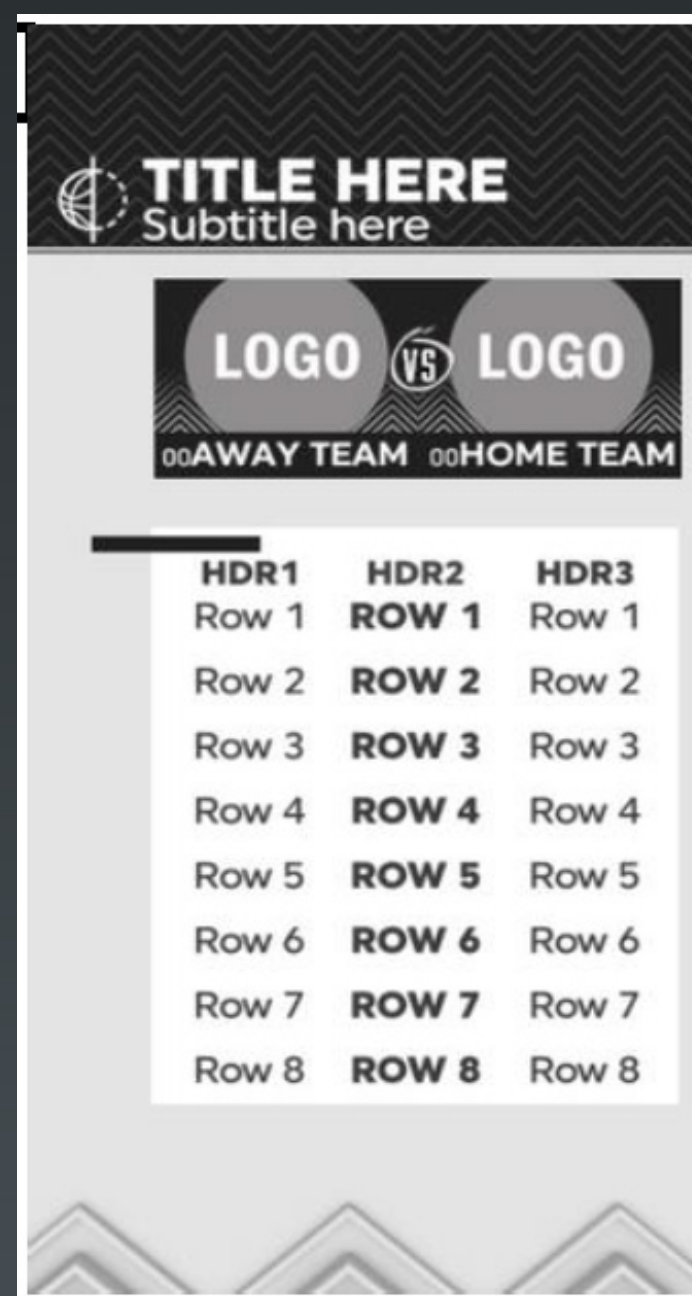 TITLE HERE
Subtitle here
LOGO VS LOGO
00AWAY TEAM 00HOME TEAM
HDR1 HDR2 HDR3
Row 1 ROW 1 Row 1
Row 2 ROW 2 Row 2
Row 3 ROW 3 Row 3
Row 4 ROW 4 Row 4
Row 5 ROW 5 Row 5
Row 6 ROW 6 Row 6
Row 7 ROW 7 Row 7
Row 8 ROW 8 Row 8